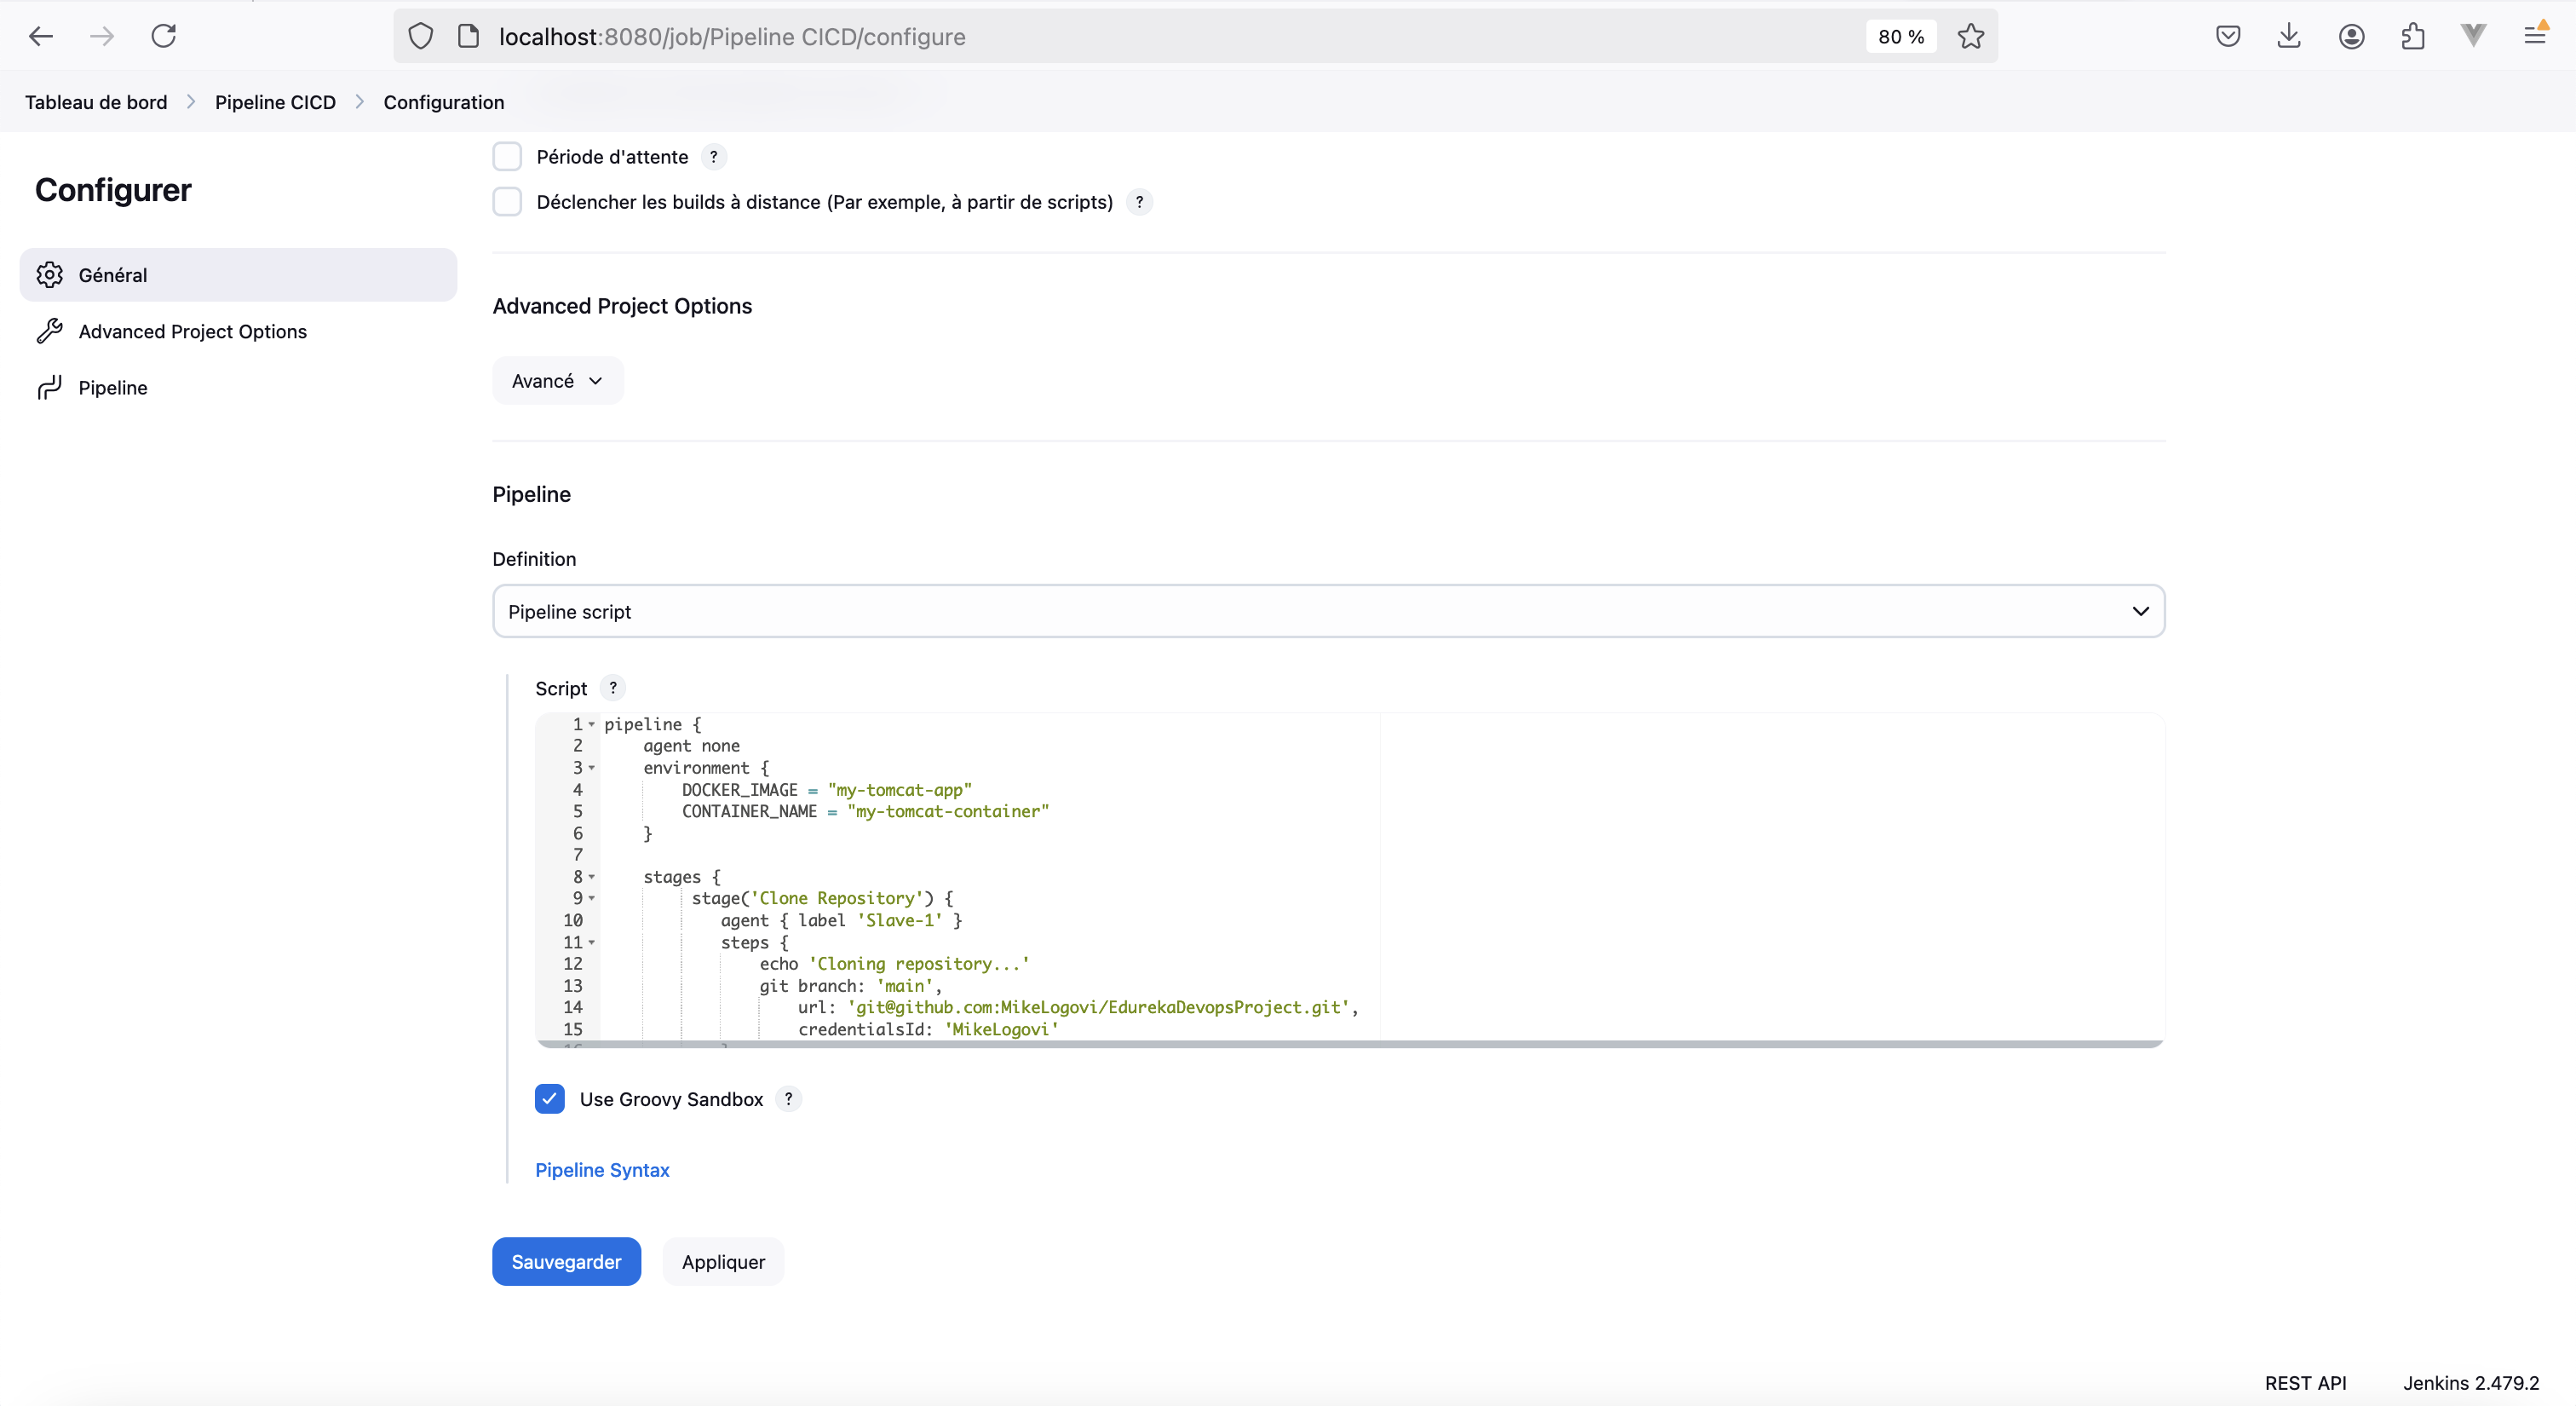 localhost:8080/job/Pipeline CICD/configure
80 %
Tableau de bord > Pipeline CICD > Configuration
Configurer
Général
Advanced Project Options
Pipeline
Période d'attente ?
Déclencher les builds à distance (Par exemple, à partir de scripts) ?
Advanced Project Options
Avancé
Pipeline
Definition
Pipeline script
Script ?
1 pipeline {
2     agent none
3     environment {
4         DOCKER_IMAGE = "my-tomcat-app"
5         CONTAINER_NAME = "my-tomcat-container"
6     }
7
8     stages {
9          stage('Clone Repository') {
10             agent { label 'Slave-1' }
11             steps {
12                 echo 'Cloning repository...'
13                 git branch: 'main',
14                     url: 'git@github.com:MikeLogovi/EdurekaDevopsProject.git',
15                     credentialsId: 'MikeLogovi'
Use Groovy Sandbox ?
Pipeline Syntax
Sauvegarder
Appliquer
REST API
Jenkins 2.479.2